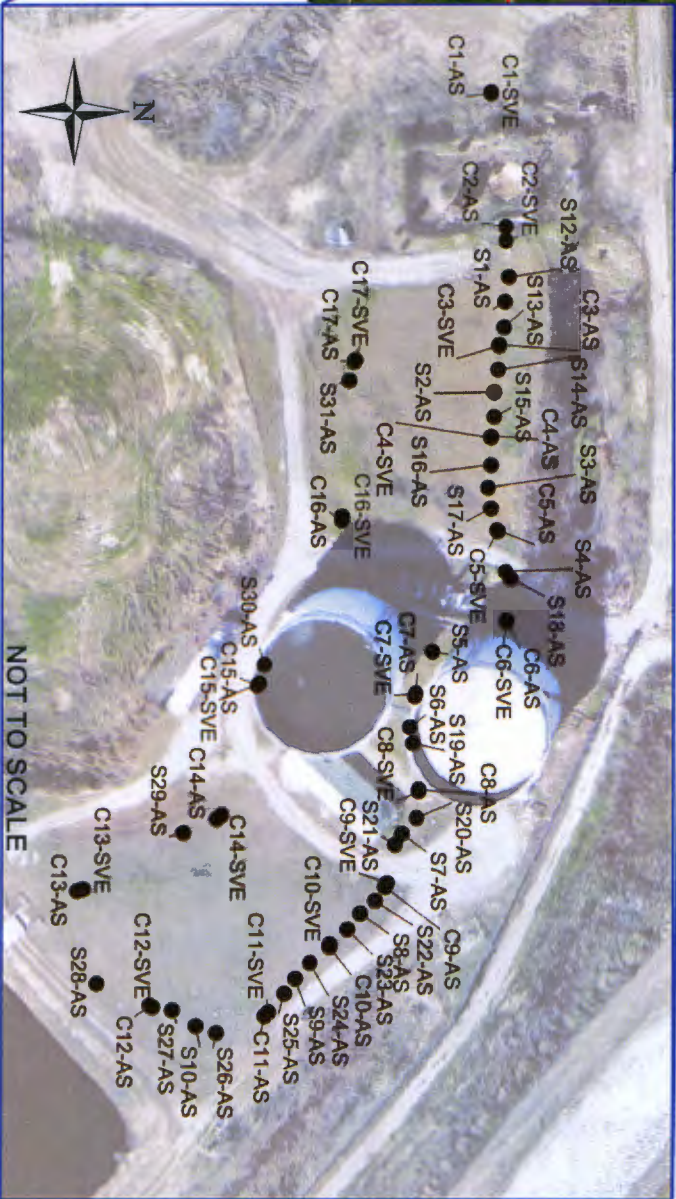 N
C1-SVE
C1-AS
C2-SVE
C2-AS
S12-AS
S1-AS
S13-AS
C3-AS
C3-SVE
S14-AS
S2-AS
S15-AS
C4-AS
C4-SVE
S16-AS
S3-AS
S17-AS
C5-AS
C5-SVE
S4-AS
S18-AS
C6-AS
C6-SVE
S5-AS
C7-AS
C7-SVE
S6-AS
S19-AS
C8-AS
C8-SVE
S20-AS
S7-AS
S21-AS
C9-SVE
C9-AS
S22-AS
S8-AS
S23-AS
C10-SVE
C10-AS
S24-AS
S9-AS
S25-AS
C11-SVE
C11-AS
S26-AS
S10-AS
S27-AS
C12-SVE
C12-AS
S28-AS
C13-SVE
C13-AS
S29-AS
C14-AS
C14-SVE
C15-AS
C15-SVE
S30-AS
C16-SVE
C16-AS
S31-AS
C17-SVE
C17-AS
NOT TO SCALE